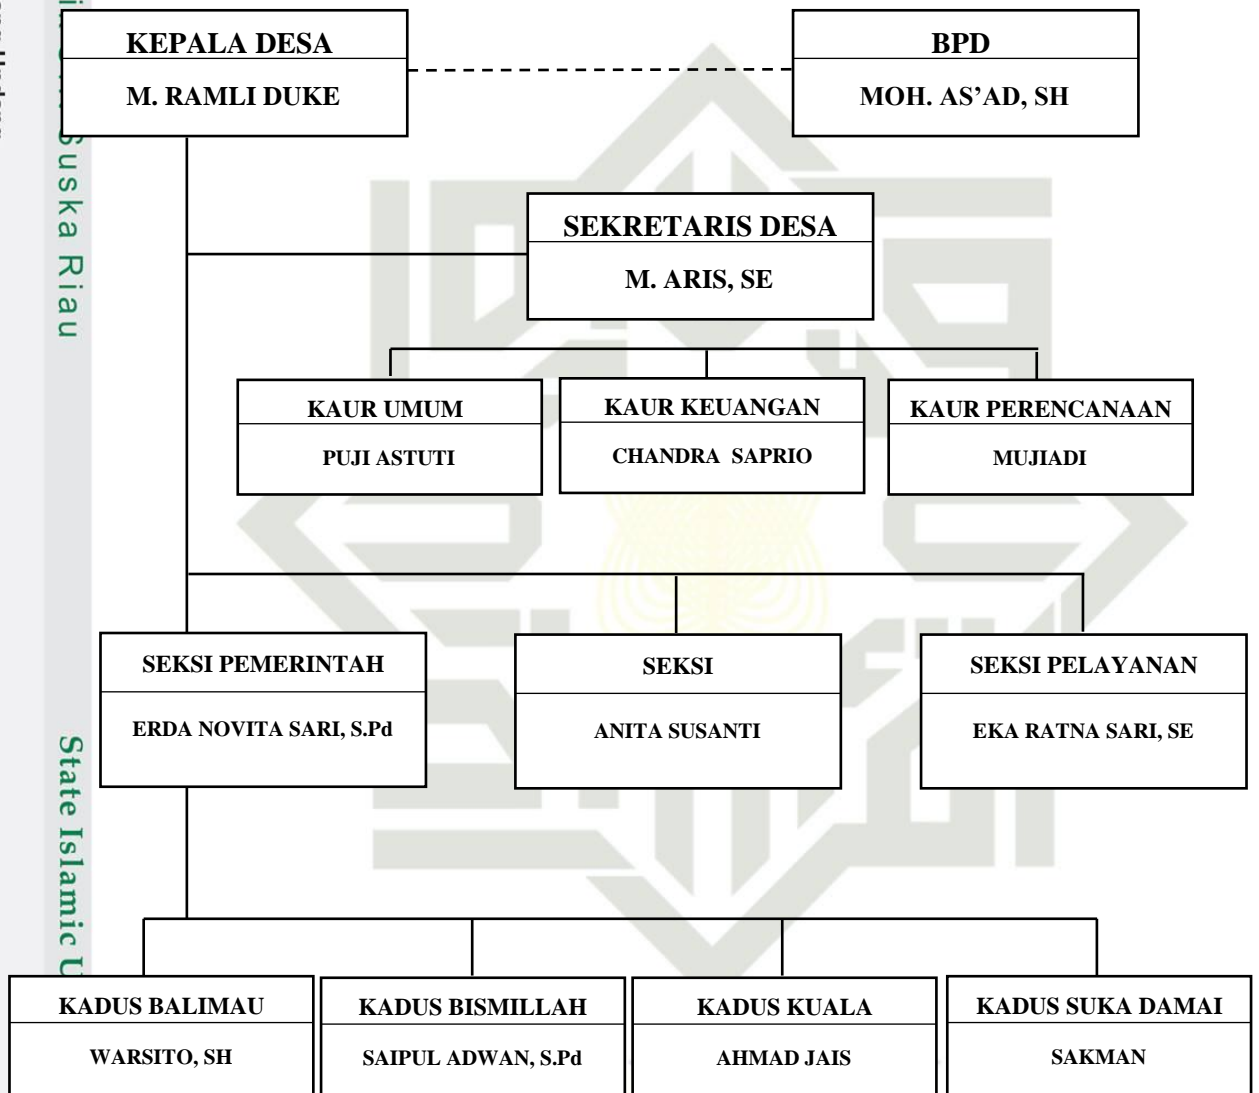 KEPALA DESA
M. RAMLI DUKE
BPD
MOH. AS’AD, SH
SEKRETARIS DESA
M. ARIS, SE
KAUR UMUM
PUJI ASTUTI
KAUR KEUANGAN
CHANDRA SAPRIO
KAUR PERENCANAAN
MUJIADI
SEKSI PEMERINTAH
ERDA NOVITA SARI, S.Pd
SEKSI
ANITA SUSANTI
SEKSI PELAYANAN
EKA RATNA SARI, SE
KADUS BALIMAU
WARSITO, SH
KADUS BISMILLAH
SAIPUL ADWAN, S.Pd
KADUS KUALA
AHMAD JAIS
KADUS SUKA DAMAI
SAKMAN
Suska Riau
State Islamic U